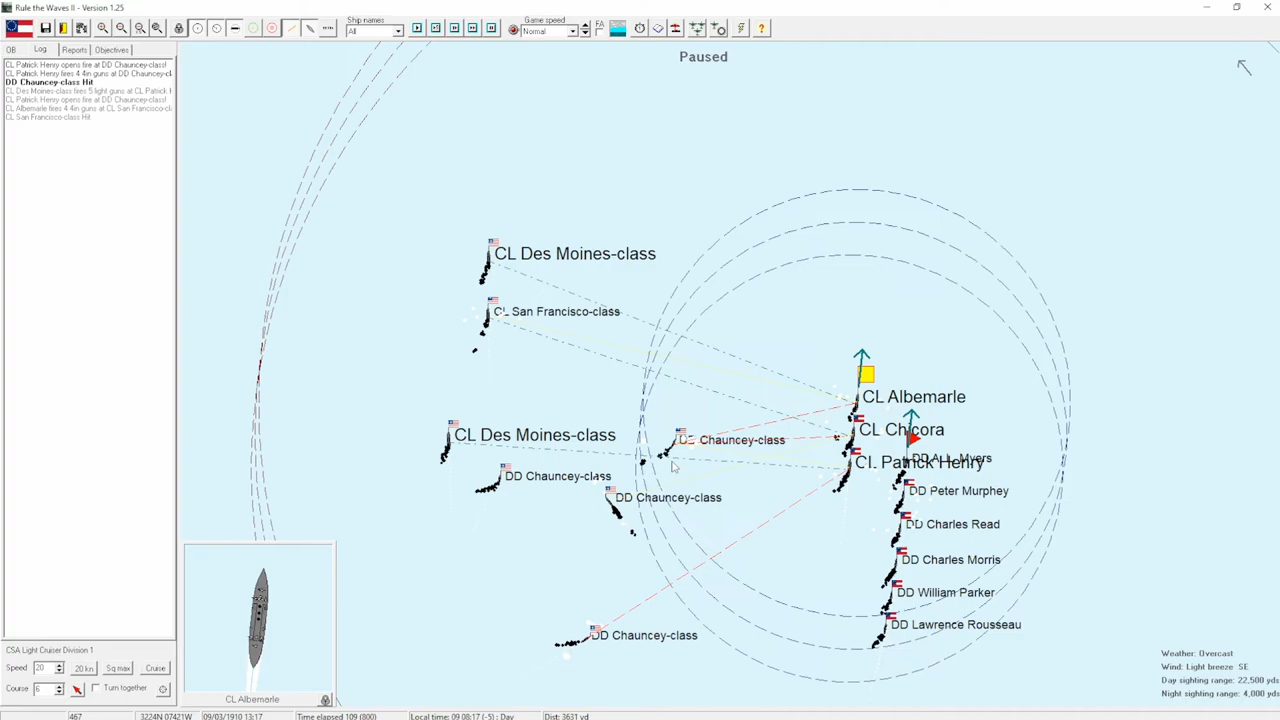 Rule the Waves II - Version 1.25
Ship names
All
Game speed
Normal
FA
OB
Log
Reports
Objectives
CL Patrick Henry opens fire at DD Chauncey-class!
CL Patrick Henry fires 4 4in guns at DD Chauncey-cl
DD Chauncey-class Hit
CL Des Moines-class fires 5 light guns at CL Patrick
CL Patrick Henry opens fire at DD Chauncey-class!
CL Albemarle fires 4 4in guns at CL San Francisco-cl
CL San Francisco-class Hit
Paused
CL Des Moines-class
CL San Francisco-class
CL Albemarle
CL Chicora
CL Des Moines-class
Chauncey-class
Myers
CL Patrick Henry
DD Chauncey-class
DD Peter Murphey
DD Chauncey-class
DD Charles Read
DD Charles Morris
DD William Parker
DD Lawrence Rousseau
DD Chauncey-class
CSA Light Cruiser Division 1
Speed
20
20 kn
Sq max
Cruise
Course
6
Turn together
CL Albemarle
Weather: Overcast
Wind: Light breeze SE
Day sighting range: 22,500 yds
Night sighting range: 4,000 yds
467
3224N 07421W
09/03/1910 13:17
Time elapsed 109 (800)
Local time: 09 08:17 (-5) : Day
Dist: 3631 yd